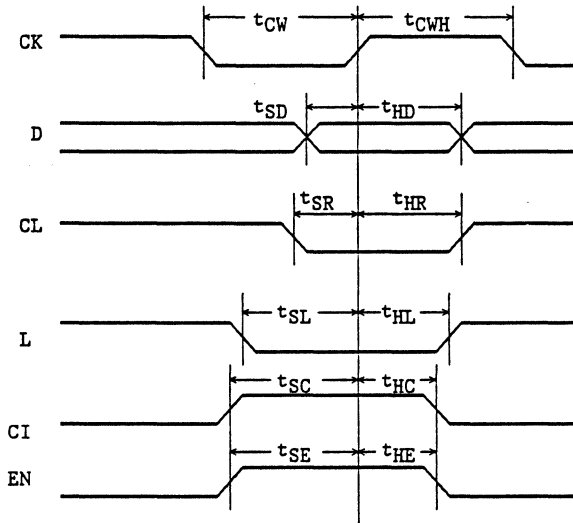 tCW tCWH
CK
tSD tHD
D
tSR tHR
CL
tSL tHL
L
tSC tHC
CI
tSE tHE
EN